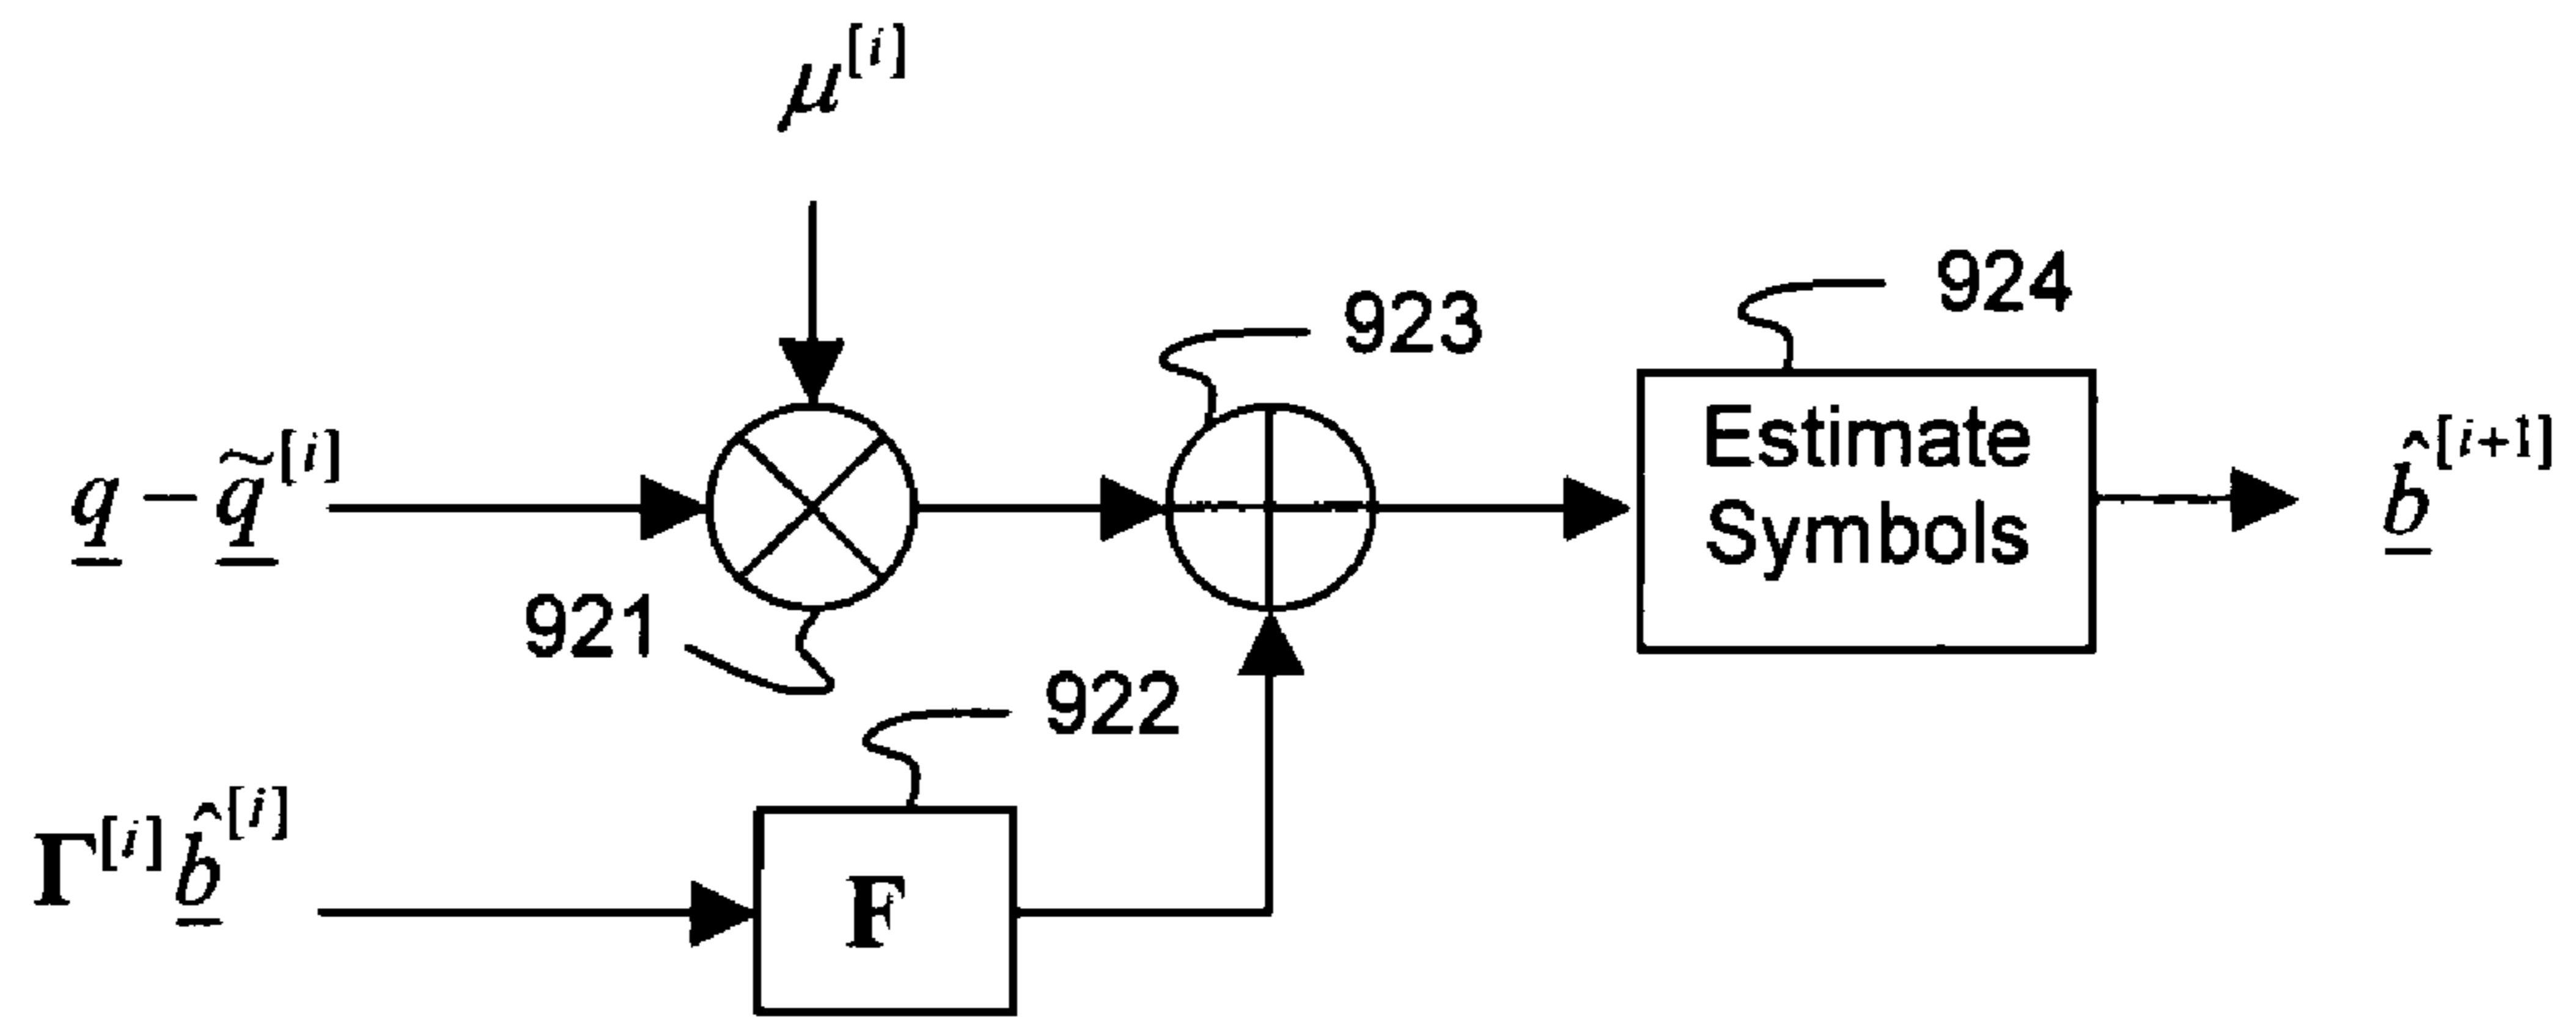 μ^[i]
924
923
q̲ − q̲̃^[i]
Estimate
Symbols
b̲̂^[i+1]
921
922
Γ^[i] b̲̂^[i]
F